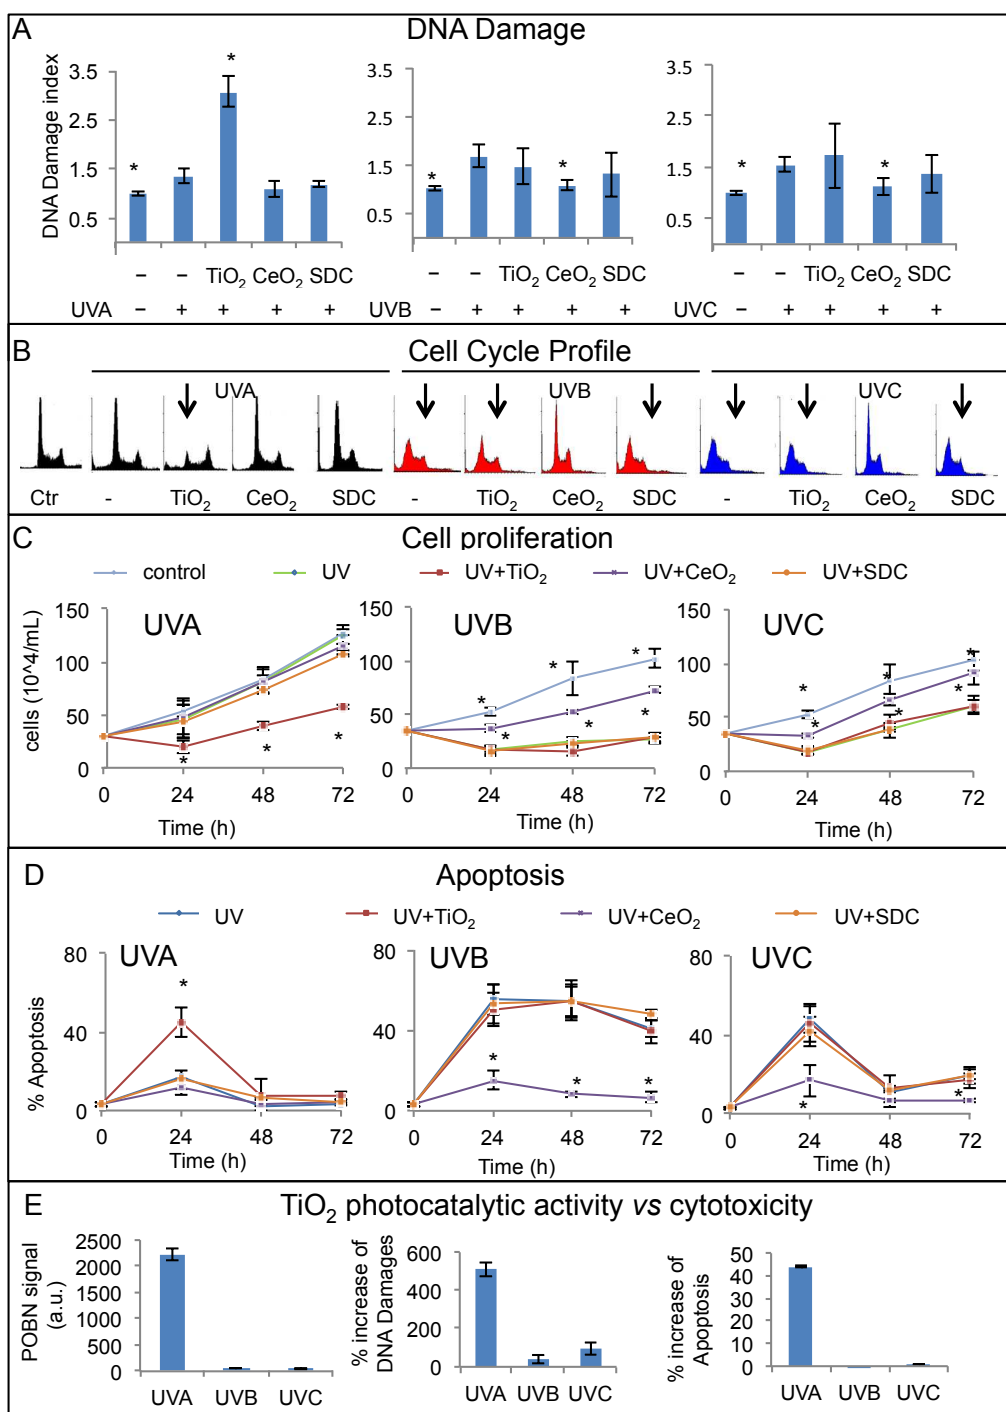 A
DNA Damage
DNA Damage index
3.5
2.5
1.5
0.5
*
*
3.5
2.5
1.5
0.5
*
*
3.5
2.5
1.5
0.5
*
*
– – TiO2 CeO2 SDC
– – TiO2 CeO2 SDC
– – TiO2 CeO2 SDC
UVA – + + + +
UVB – + + + +
UVC – + + + +
B
Cell Cycle Profile
UVA
UVB
UVC
Ctr - TiO2 CeO2 SDC - TiO2 CeO2 SDC - TiO2 CeO2 SDC
C
Cell proliferation
control UV UV+TiO2 UV+CeO2 UV+SDC
cells (10^4/mL)
UVA
150
100
50
0
* * *
0 24 48 72
Time (h)
UVB
150
100
50
0
* * *
* * *
0 24 48 72
Time (h)
UVC
150
100
50
0
* * *
* * *
0 24 48 72
Time (h)
D
Apoptosis
UV UV+TiO2 UV+CeO2 UV+SDC
% Apoptosis
UVA
80
40
0
*
0 24 48 72
Time (h)
UVB
80
40
0
* * *
0 24 48 72
Time (h)
UVC
80
40
0
* *
0 24 48 72
Time (h)
E
TiO2 photocatalytic activity vs cytotoxicity
POBN signal
(a.u.)
2500
2000
1500
1000
500
0
UVA UVB UVC
% increase of
DNA Damages
600
400
200
0
UVA UVB UVC
% increase of
Apoptosis
50
40
30
20
10
0
UVA UVB UVC